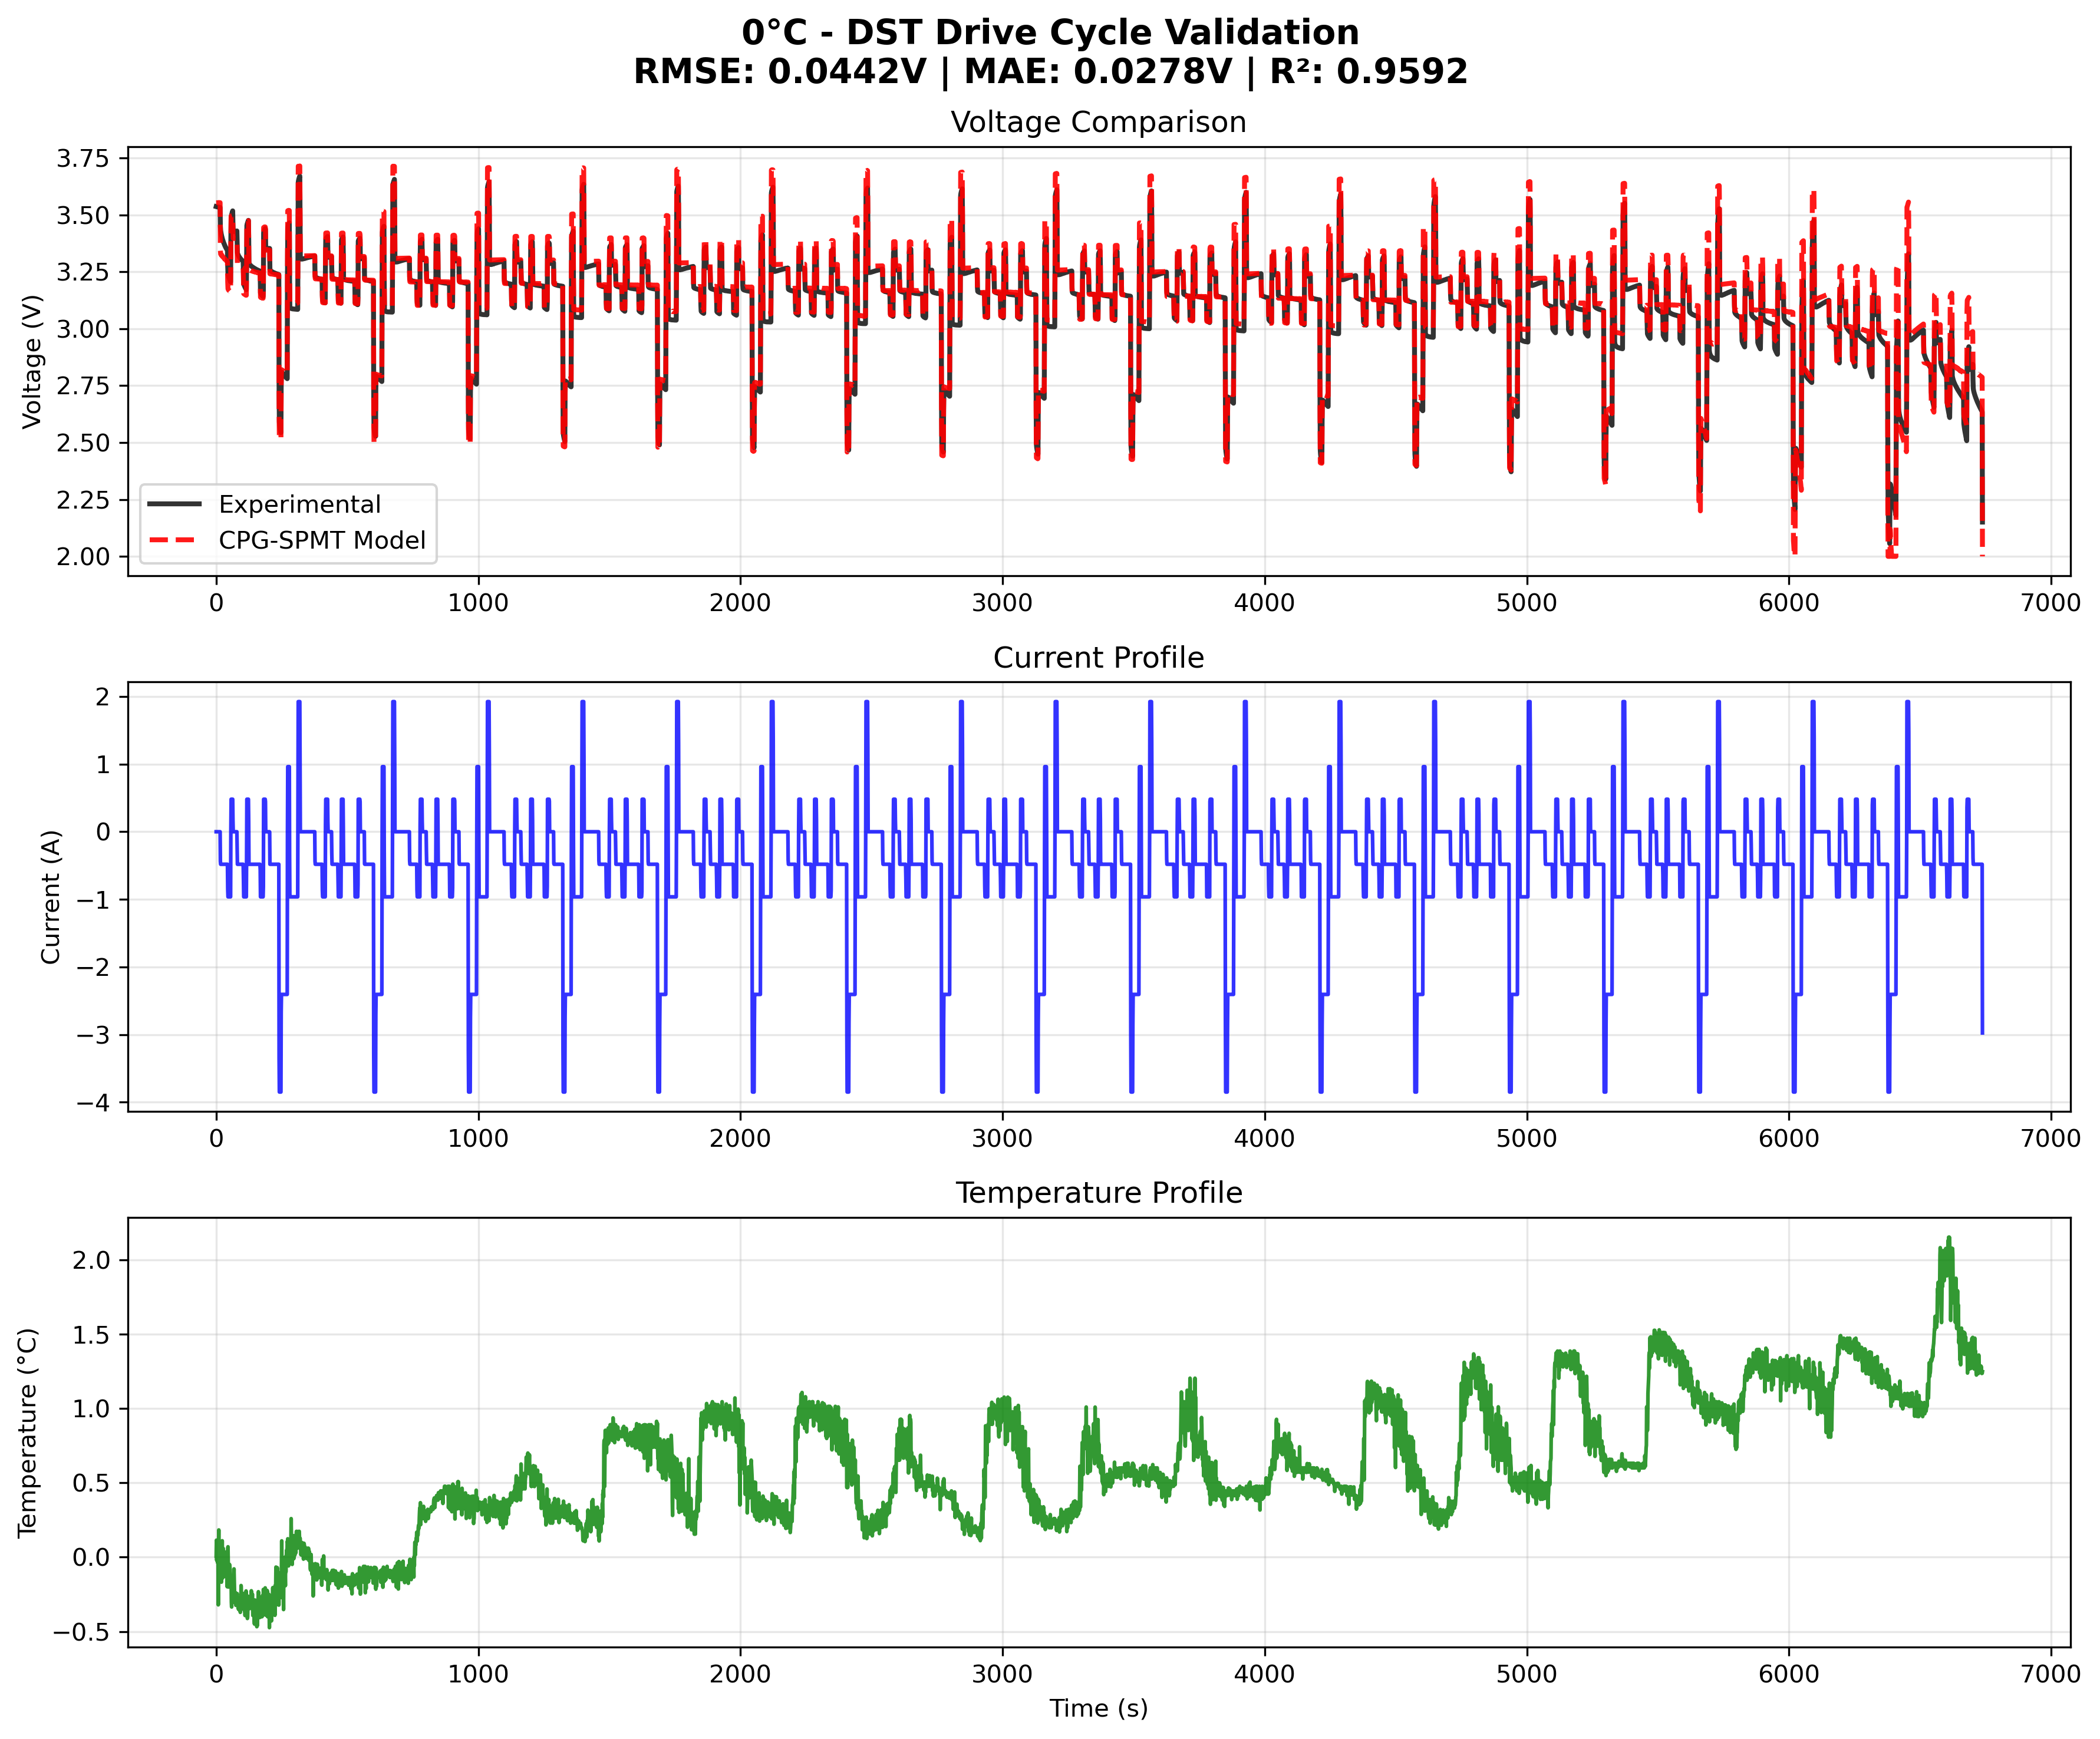 0°C - DST Drive Cycle Validation
RMSE: 0.0442V | MAE: 0.0278V | R²: 0.9592
Voltage Comparison
Voltage (V)
3.75
3.50
3.25
3.00
2.75
2.50
2.25
2.00
Experimental
CPG-SPMT Model
0 1000 2000 3000 4000 5000 6000 7000
Current Profile
Current (A)
2
1
0
−1
−2
−3
−4
0 1000 2000 3000 4000 5000 6000 7000
Temperature Profile
Temperature (°C)
2.0
1.5
1.0
0.5
0.0
−0.5
0 1000 2000 3000 4000 5000 6000 7000
Time (s)